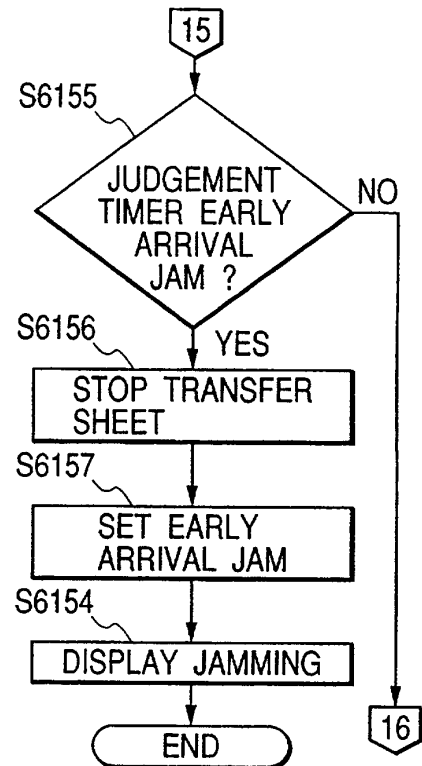 15
S6155
JUDGEMENT
TIMER EARLY
ARRIVAL
JAM ?
NO
YES
S6156
STOP TRANSFER
SHEET
S6157
SET EARLY
ARRIVAL JAM
S6154
DISPLAY JAMMING
END
16